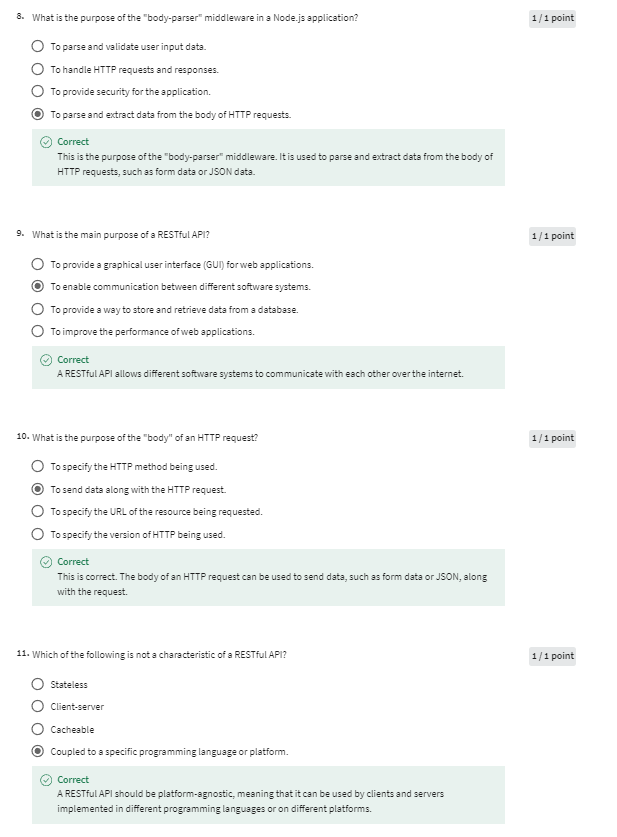 8. What is the purpose of the "body-parser" middleware in a Node.js application?
1 / 1 point
To parse and validate user input data.
To handle HTTP requests and responses.
To provide security for the application.
To parse and extract data from the body of HTTP requests.
Correct
This is the purpose of the "body-parser" middleware. It is used to parse and extract data from the body of
HTTP requests, such as form data or JSON data.
9. What is the main purpose of a RESTful API?
1 / 1 point
To provide a graphical user interface (GUI) for web applications.
To enable communication between different software systems.
To provide a way to store and retrieve data from a database.
To improve the performance of web applications.
Correct
A RESTful API allows different software systems to communicate with each other over the internet.
10. What is the purpose of the "body" of an HTTP request?
1 / 1 point
To specify the HTTP method being used.
To send data along with the HTTP request.
To specify the URL of the resource being requested.
To specify the version of HTTP being used.
Correct
This is correct. The body of an HTTP request can be used to send data, such as form data or JSON, along
with the request.
11. Which of the following is not a characteristic of a RESTful API?
1 / 1 point
Stateless
Client-server
Cacheable
Coupled to a specific programming language or platform.
Correct
A RESTful API should be platform-agnostic, meaning that it can be used by clients and servers
implemented in different programming languages or on different platforms.